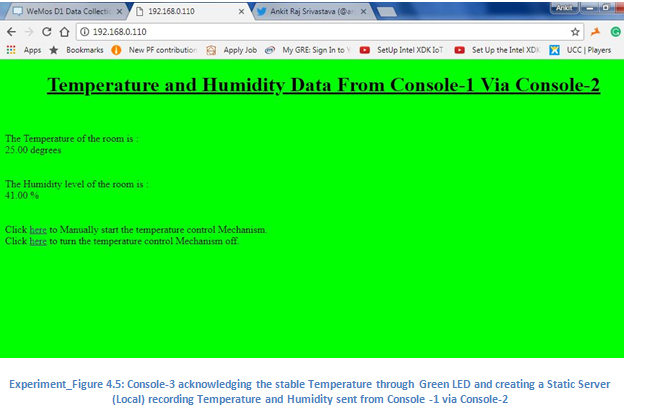 WeMos D1 Data Collectic
192.168.0.110
Ankit Raj Srivastava (@an
Ankit
192.168.0.110
Apps
Bookmarks
New PF contribution
Apply Job
My GRE: Sign In to
SetUp Intel XDK IoT
Set Up the Intel XDK
UCC | Players
Temperature and Humidity Data From Console-1 Via Console-2
The Temperature of the room is :
25.00 degrees
The Humidity level of the room is :
41.00 %
Click here to Manually start the temperature control Mechanism.
Click here to turn the temperature control Mechanism off.
Experiment_Figure 4.5: Console-3 acknowledging the stable Temperature through Green LED and creating a Static Server
(Local) recording Temperature and Humidity sent from Console -1 via Console-2